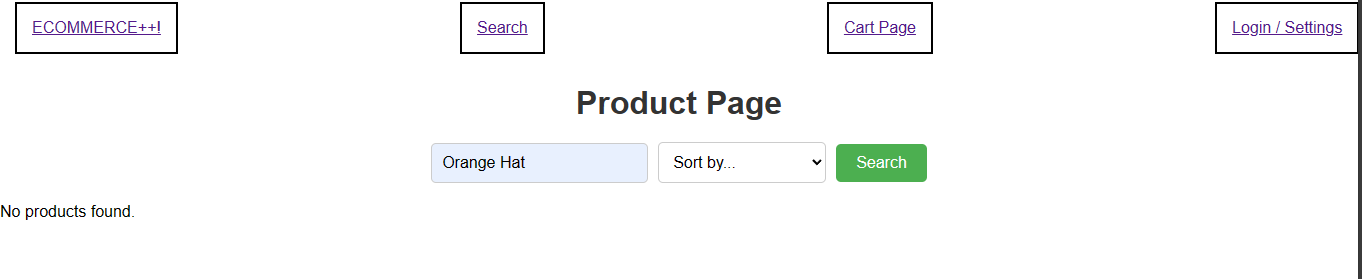 ECOMMERCE++! Search Cart Page Login / Settings
Product Page
Orange Hat Sort by... Search
No products found.